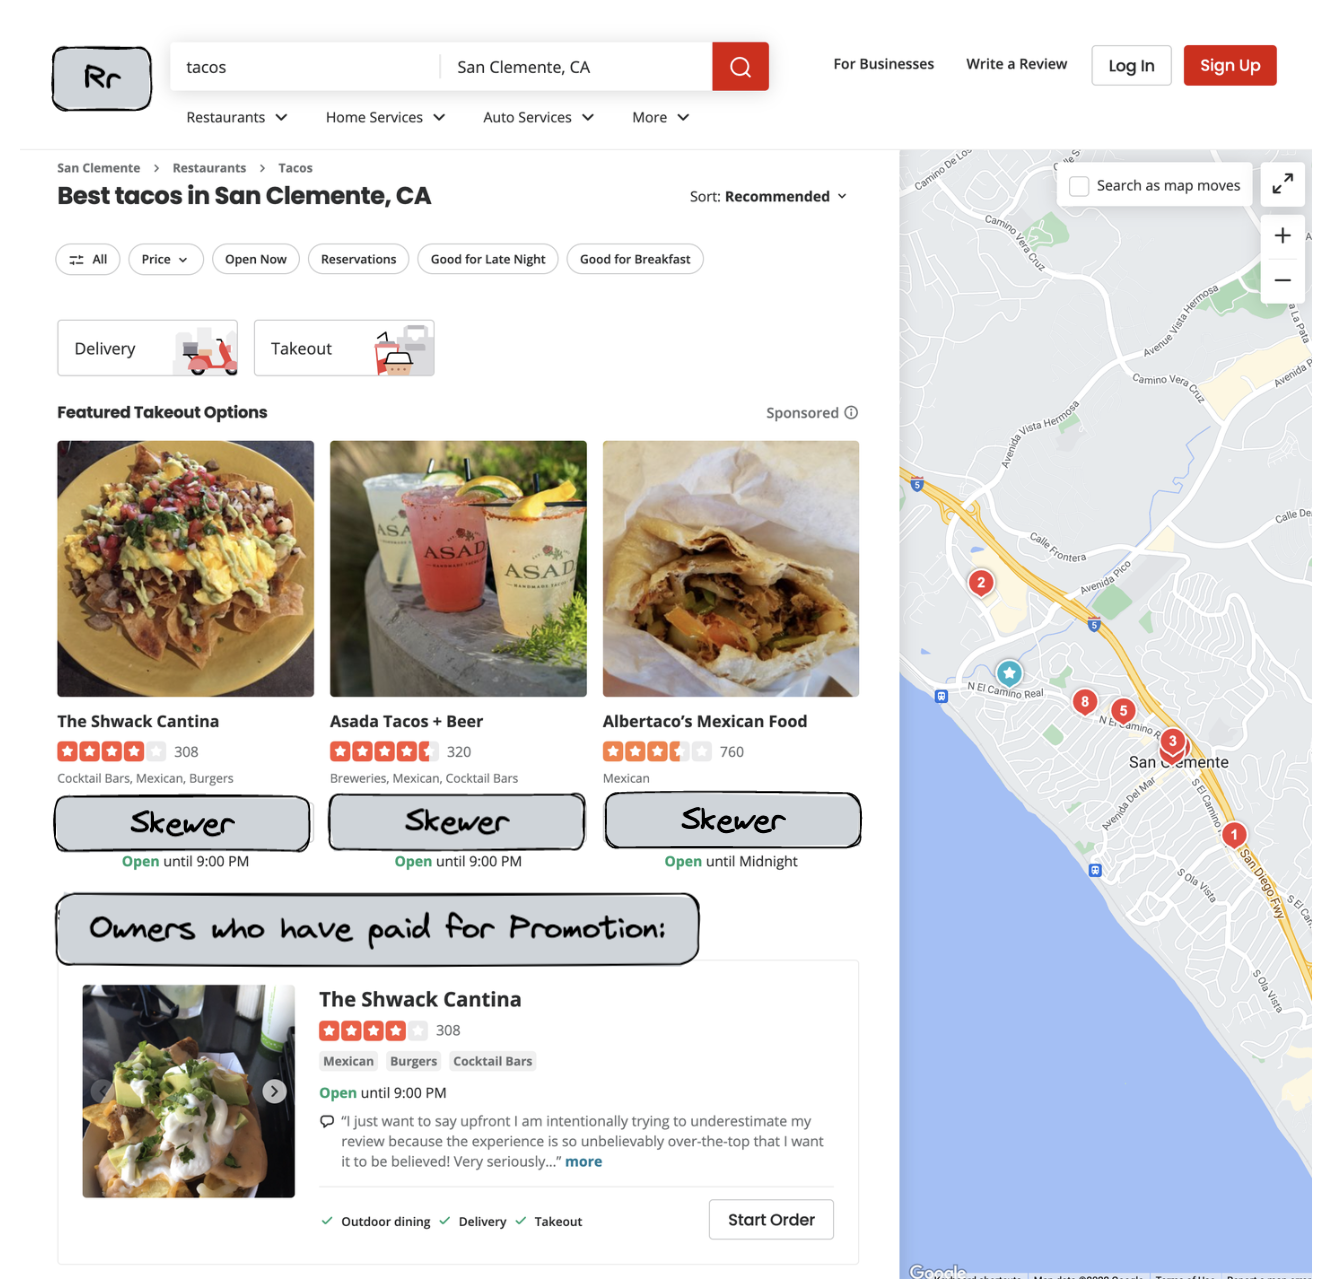 Rr
tacos
San Clemente, CA
For Businesses
Write a Review
Log In
Sign Up
Restaurants
Home Services
Auto Services
More
San Clemente > Restaurants > Tacos
Best tacos in San Clemente, CA
Sort: Recommended
All
Price
Open Now
Reservations
Good for Late Night
Good for Breakfast
Delivery
Takeout
Featured Takeout Options
Sponsored
ASA
ASAD
ASAD
The Shwack Cantina
308
Cocktail Bars, Mexican, Burgers
Skewer
Open until 9:00 PM
Asada Tacos + Beer
320
Breweries, Mexican, Cocktail Bars
Skewer
Open until 9:00 PM
Albertaco's Mexican Food
760
Mexican
Skewer
Open until Midnight
Owners who have paid for Promotion:
The Shwack Cantina
308
Mexican
Burgers
Cocktail Bars
Open until 9:00 PM
"I just want to say upfront I am intentionally trying to underestimate my
review because the experience is so unbelievably over-the-top that I want
it to be believed! Very seriously..." more
Outdoor dining
Delivery
Takeout
Start Order
Search as map moves
+
−
Camino De Los
Camino Vera Cruz
Avenue Vista Hermosa
La Pata
Camino Vera Cruz
Avenida P
Avenida Vista Hermosa
5
Calle De
Calle Frontera
Avenida Pico
2
5
N El Camino Real
8
5
N El Camino R
3
San Clemente
Avenida Del Mar
S El Camino
1
San Diego Fwy
S Ola Vista
S El Ca
S Ola Vista
Google